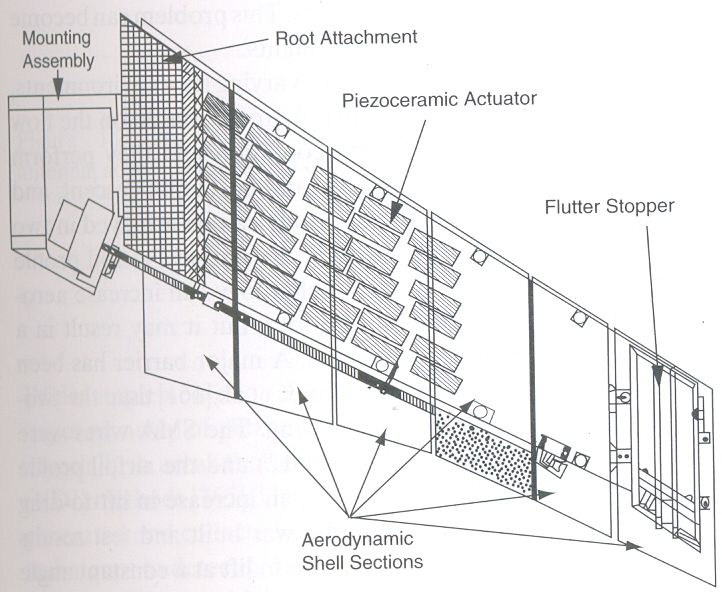 Mounting
Assembly
Root Attachment
Piezoceramic Actuator
Flutter Stopper
Aerodynamic
Shell Sections